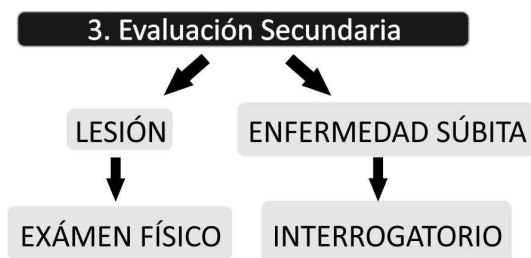 3. Evaluación Secundaria
LESIÓN
ENFERMEDAD SÚBITA
EXÁMEN FÍSICO
INTERROGATORIO